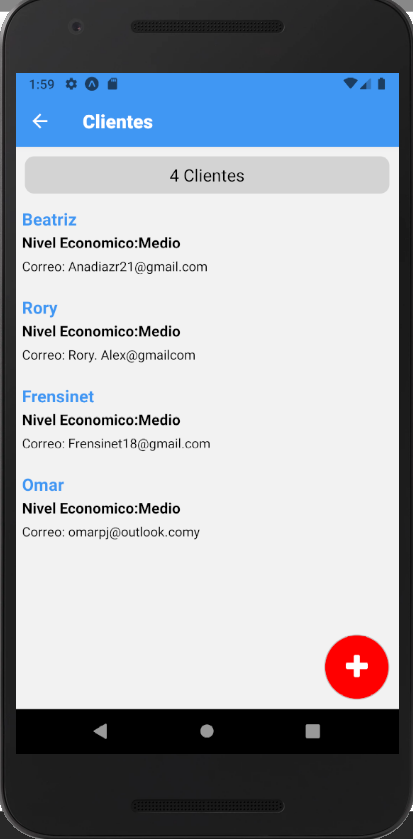 1:59
Clientes
4 Clientes
Beatriz
Nivel Economico:Medio
Correo: Anadiazr21@gmail.com
Rory
Nivel Economico:Medio
Correo: Rory. Alex@gmailcom
Frensinet
Nivel Economico:Medio
Correo: Frensinet18@gmail.com
Omar
Nivel Economico:Medio
Correo: omarpj@outlook.comy